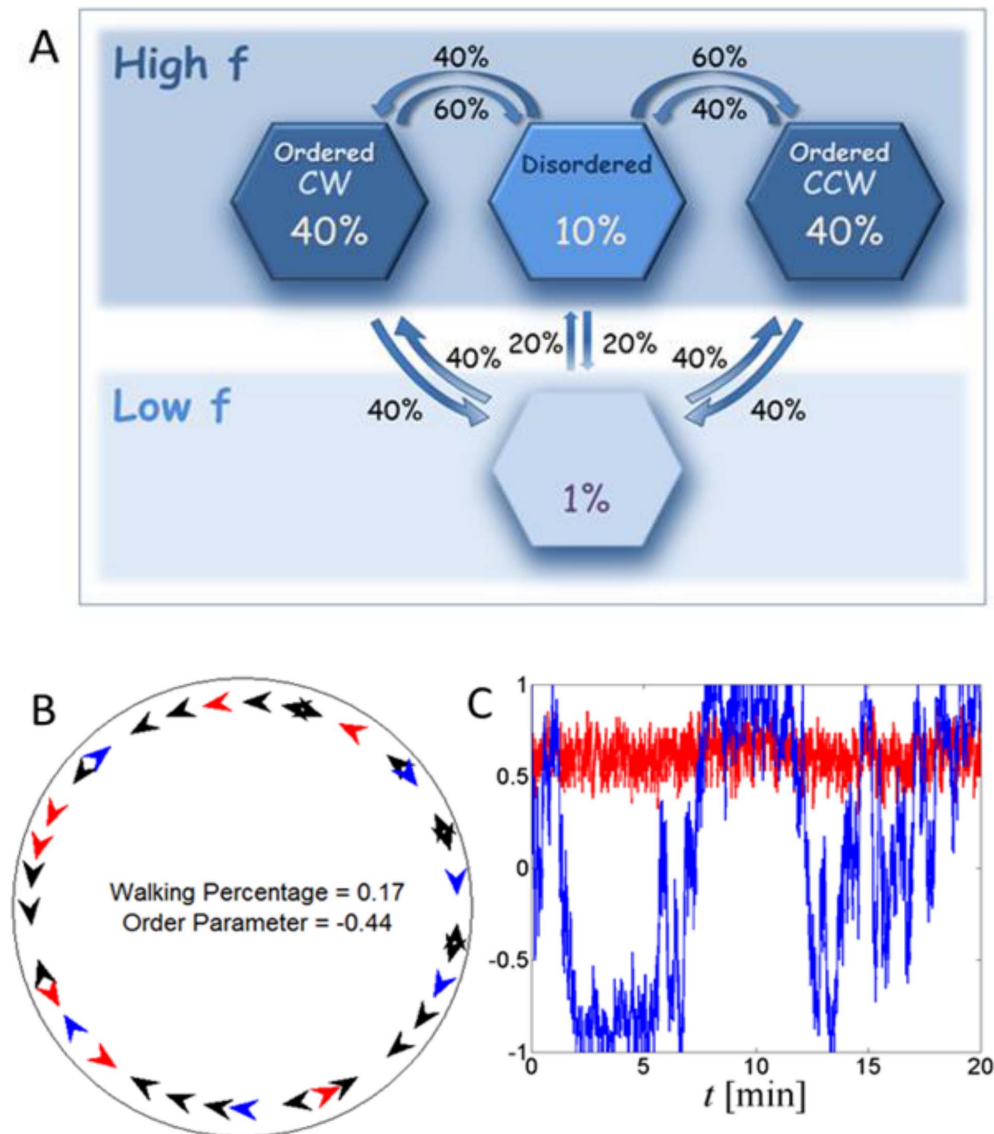 A
High f
40%
60%
60%
40%
Ordered
CW
40%
Disordered
10%
Ordered
CCW
40%
40%
40%
20%
20%
40%
40%
Low f
1%
B
Walking Percentage = 0.17
Order Parameter = -0.44
C
1
0.5
0
-0.5
-1
0
5
10
15
20
t [min]